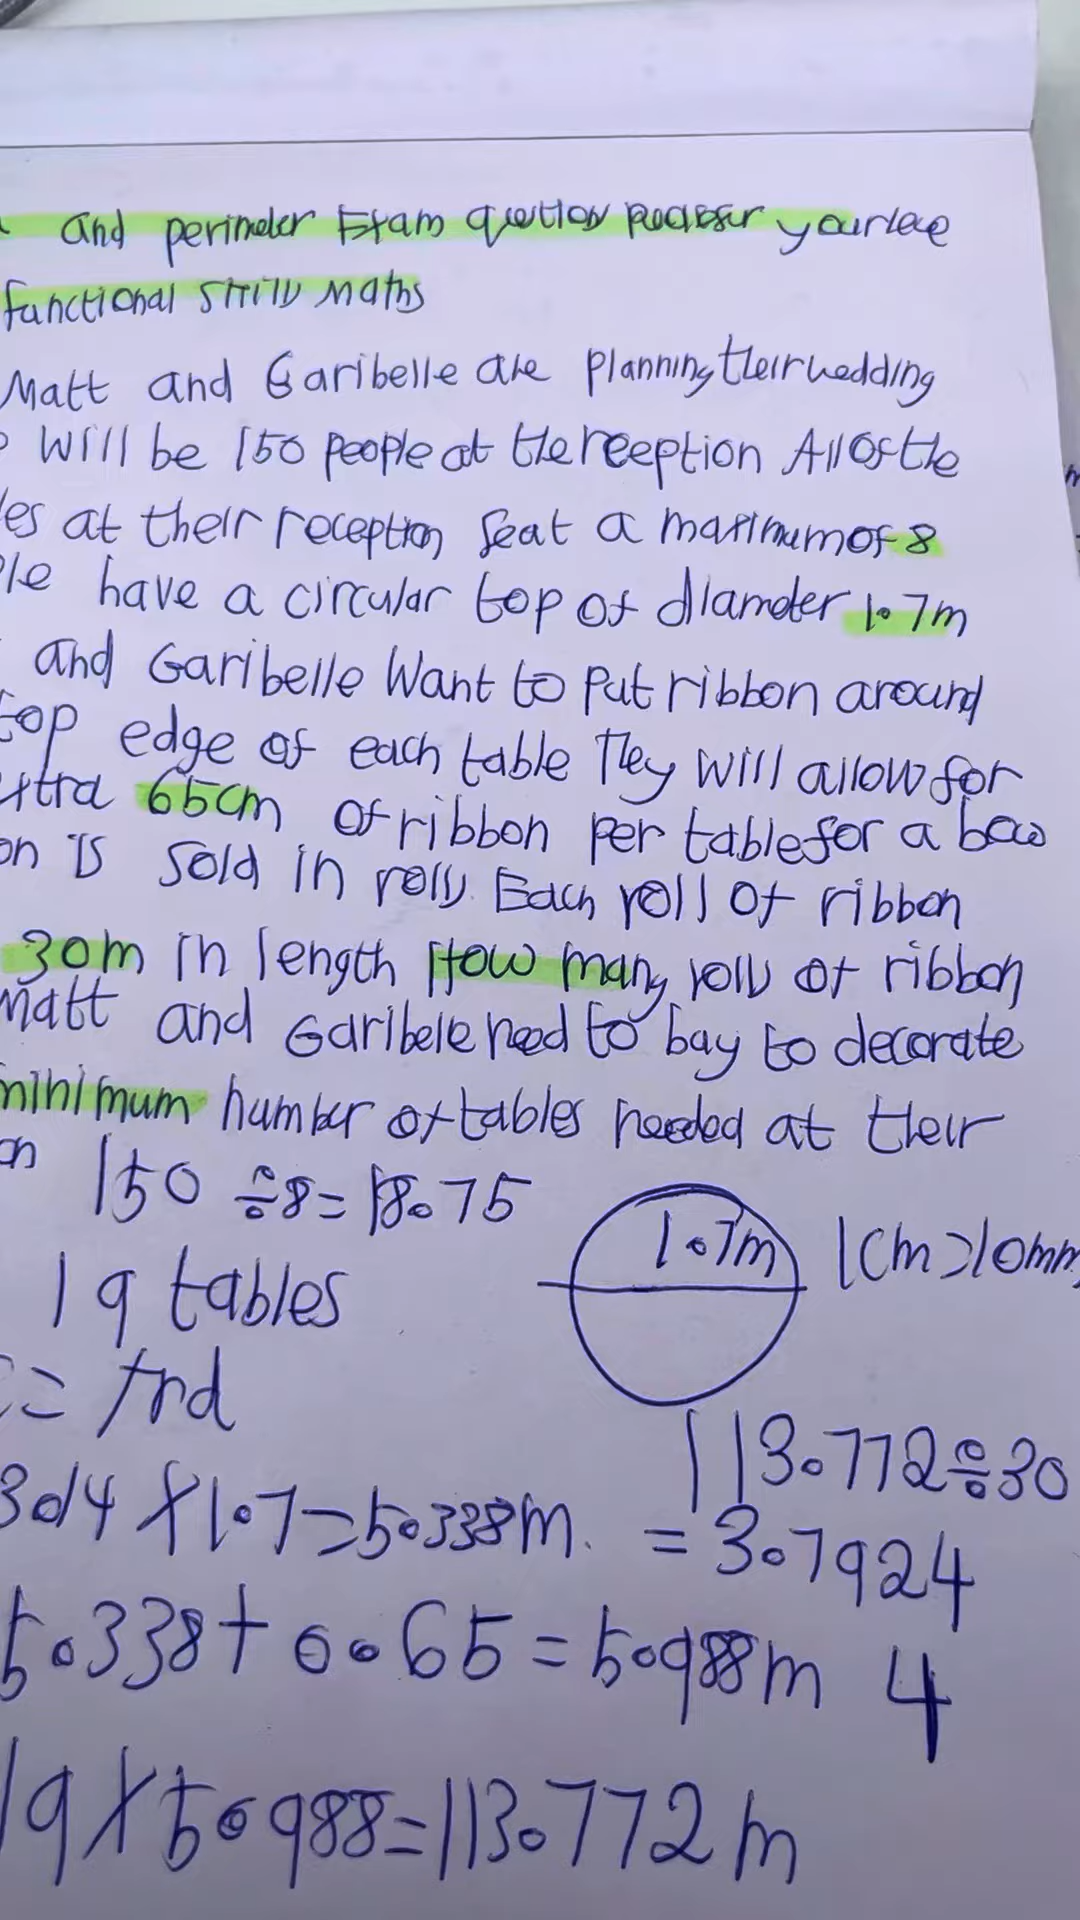 and perimeter Exam question
functional skills Maths
Matt and Garibelle are planning their wedding
will be 150 people at the reception All of the
les at their reception seat a maximum of 8
ple have a circular top of diameter 1.7m
and Garibelle want to put ribbon around
top edge of each table They will allow for
xtra 65cm of ribbon per table for a bow
on is sold in rolls. Each roll of ribbon
30m in length How many rolls of ribbon
Matt and Garibele need to bay to decorate
minimum number of tables needed at their
on 150 ÷ 8 = 18.75
1.7m 1cm = 10mm
19 tables
= πd
113.772 ÷ 30
3.14 × 1.7 = 5.338m. = 3.7924
5.338 + 0.65 = 5.988m 4
19 × 5.988 = 113.772m